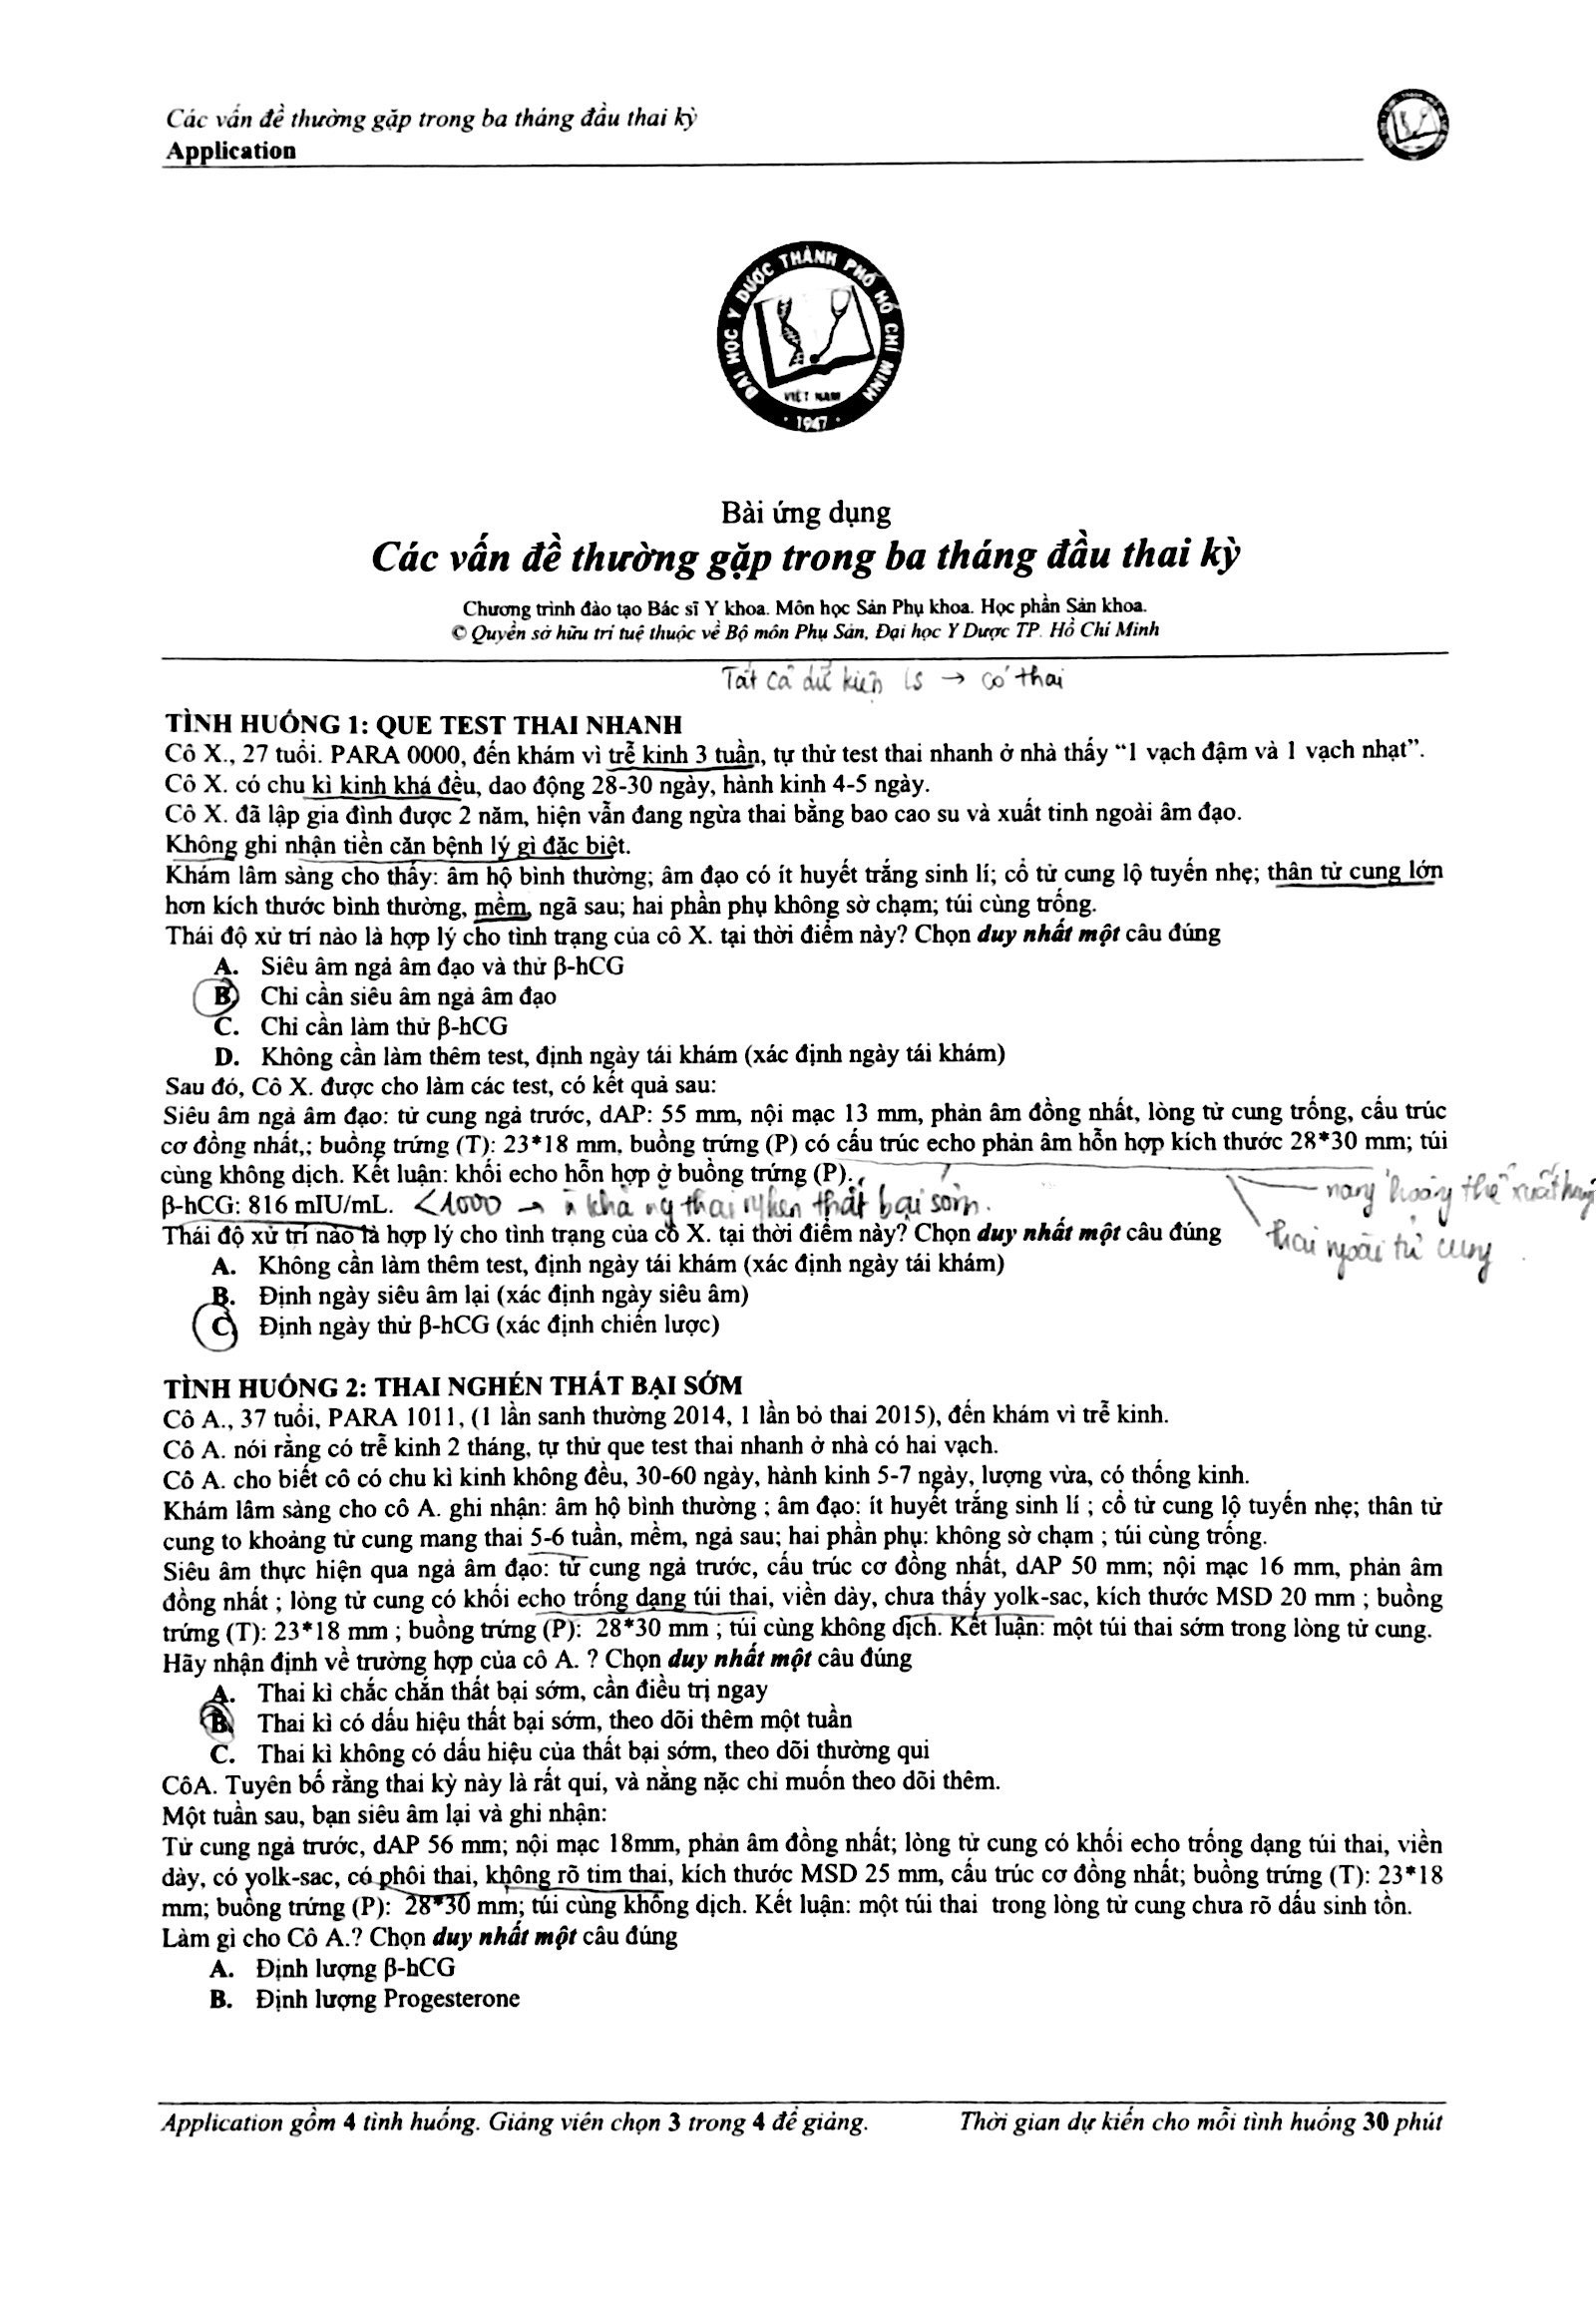 Các vấn đề thường gặp trong ba tháng đầu thai kỳ
Application
ĐẠI HỌC Y DƯỢC THÀNH PHỐ HỒ CHÍ MINH
VIỆT NAM
· 1947 ·
Bài ứng dụng
Các vấn đề thường gặp trong ba tháng đầu thai kỳ
Chương trình đào tạo Bác sĩ Y khoa. Môn học Sản Phụ khoa. Học phần Sản khoa.
© Quyền sở hữu trí tuệ thuộc về Bộ môn Phụ Sản, Đại học Y Dược TP. Hồ Chí Minh
Tất cả dữ kiện LS → có thai
TÌNH HUỐNG 1: QUE TEST THAI NHANH
Cô X., 27 tuổi. PARA 0000, đến khám vì trễ kinh 3 tuần, tự thử test thai nhanh ở nhà thấy “1 vạch đậm và 1 vạch nhạt”.
Cô X. có chu kì kinh khá đều, dao động 28-30 ngày, hành kinh 4-5 ngày.
Cô X. đã lập gia đình được 2 năm, hiện vẫn đang ngừa thai bằng bao cao su và xuất tinh ngoài âm đạo.
Không ghi nhận tiền căn bệnh lý gì đặc biệt.
Khám lâm sàng cho thấy: âm hộ bình thường; âm đạo có ít huyết trắng sinh lí; cổ tử cung lộ tuyến nhẹ; thân tử cung lớn
hơn kích thước bình thường, mềm, ngã sau; hai phần phụ không sờ chạm; túi cùng trống.
Thái độ xử trí nào là hợp lý cho tình trạng của cô X. tại thời điểm này? Chọn duy nhất một câu đúng
A. Siêu âm ngả âm đạo và thử β-hCG
B. Chỉ cần siêu âm ngả âm đạo
C. Chỉ cần làm thử β-hCG
D. Không cần làm thêm test, định ngày tái khám (xác định ngày tái khám)
Sau đó, Cô X. được cho làm các test, có kết quả sau:
Siêu âm ngả âm đạo: tử cung ngả trước, dAP: 55 mm, nội mạc 13 mm, phản âm đồng nhất, lòng tử cung trống, cấu trúc
cơ đồng nhất,; buồng trứng (T): 23*18 mm, buồng trứng (P) có cấu trúc echo phản âm hỗn hợp kích thước 28*30 mm; túi
cùng không dịch. Kết luận: khối echo hỗn hợp ở buồng trứng (P).
nang hoàng thể xuất huyết
β-hCG: 816 mIU/mL. <1000 → khả năng thai nghén thất bại sớm.
thai ngoài tử cung
Thái độ xử trí nào là hợp lý cho tình trạng của cô X. tại thời điểm này? Chọn duy nhất một câu đúng
A. Không cần làm thêm test, định ngày tái khám (xác định ngày tái khám)
B. Định ngày siêu âm lại (xác định ngày siêu âm)
C. Định ngày thử β-hCG (xác định chiến lược)
TÌNH HUỐNG 2: THAI NGHÉN THẤT BẠI SỚM
Cô A., 37 tuổi, PARA 1011, (1 lần sanh thường 2014, 1 lần bỏ thai 2015), đến khám vì trễ kinh.
Cô A. nói rằng có trễ kinh 2 tháng, tự thử que test thai nhanh ở nhà có hai vạch.
Cô A. cho biết cô có chu kì kinh không đều, 30-60 ngày, hành kinh 5-7 ngày, lượng vừa, có thống kinh.
Khám lâm sàng cho cô A. ghi nhận: âm hộ bình thường ; âm đạo: ít huyết trắng sinh lí ; cổ tử cung lộ tuyến nhẹ; thân tử
cung to khoảng tử cung mang thai 5-6 tuần, mềm, ngả sau; hai phần phụ: không sờ chạm ; túi cùng trống.
Siêu âm thực hiện qua ngả âm đạo: tử cung ngả trước, cấu trúc cơ đồng nhất, dAP 50 mm; nội mạc 16 mm, phản âm
đồng nhất ; lòng tử cung có khối echo trống dạng túi thai, viền dày, chưa thấy yolk-sac, kích thước MSD 20 mm ; buồng
trứng (T): 23*18 mm ; buồng trứng (P): 28*30 mm ; túi cùng không dịch. Kết luận: một túi thai sớm trong lòng tử cung.
Hãy nhận định về trường hợp của cô A. ? Chọn duy nhất một câu đúng
A. Thai kì chắc chắn thất bại sớm, cần điều trị ngay
B. Thai kì có dấu hiệu thất bại sớm, theo dõi thêm một tuần
C. Thai kì không có dấu hiệu của thất bại sớm, theo dõi thường qui
CôA. Tuyên bố rằng thai kỳ này là rất quí, và nằng nặc chỉ muốn theo dõi thêm.
Một tuần sau, bạn siêu âm lại và ghi nhận:
Tử cung ngả trước, dAP 56 mm; nội mạc 18mm, phản âm đồng nhất; lòng tử cung có khối echo trống dạng túi thai, viền
dày, có yolk-sac, có phôi thai, không rõ tim thai, kích thước MSD 25 mm, cấu trúc cơ đồng nhất; buồng trứng (T): 23*18
mm; buồng trứng (P): 28*30 mm; túi cùng không dịch. Kết luận: một túi thai trong lòng tử cung chưa rõ dấu sinh tồn.
Làm gì cho Cô A.? Chọn duy nhất một câu đúng
A. Định lượng β-hCG
B. Định lượng Progesterone
Application gồm 4 tình huống. Giảng viên chọn 3 trong 4 để giảng. Thời gian dự kiến cho mỗi tình huống 30 phút